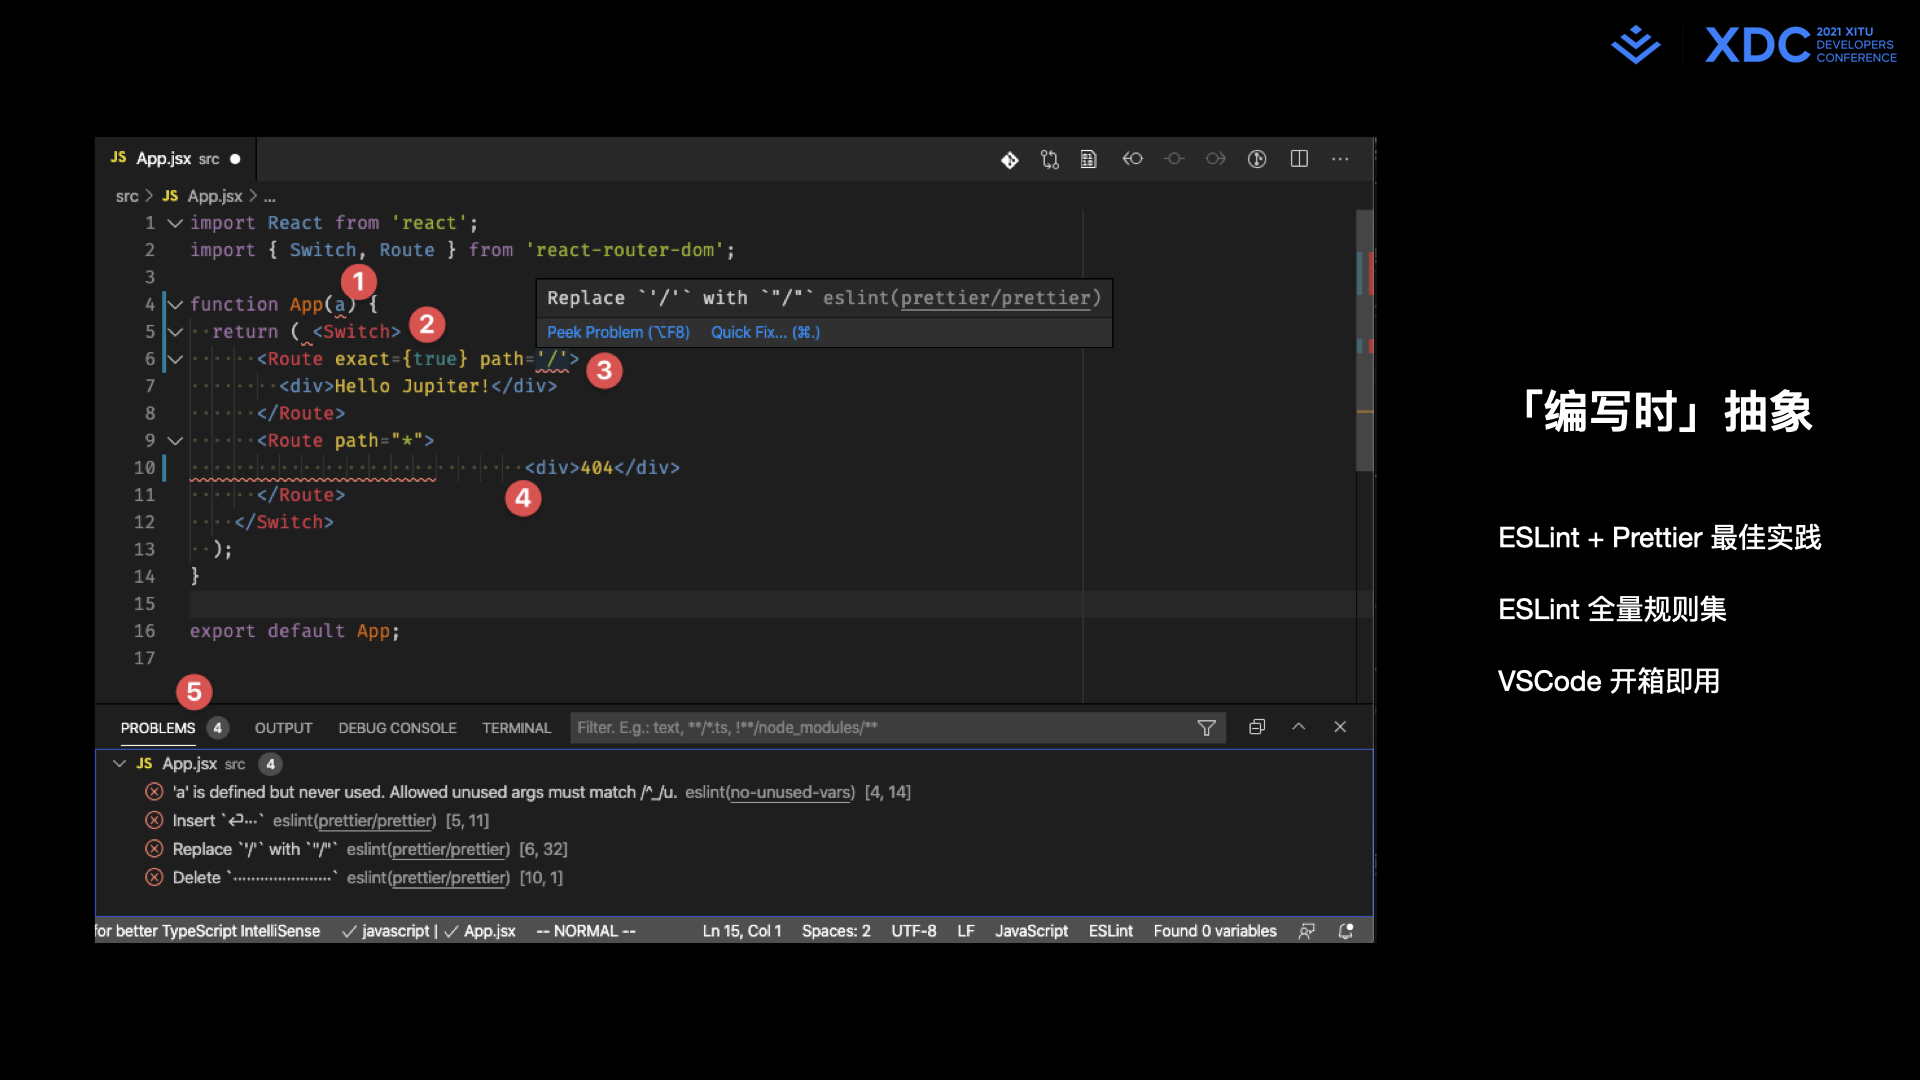 XDC 2021 XITU DEVELOPERS CONFERENCE
JS App.jsx src
src > JS App.jsx > ...
1 import React from 'react';
2 import { Switch, Route } from 'react-router-dom';
3
1
4 function App(a) {
Replace `'/'` with `"/"` eslint(prettier/prettier)
5 return ( <Switch>
2
Peek Problem (⌥F8) Quick Fix... (⌘.)
6 <Route exact={true} path='/'>
3
7 <div>Hello Jupiter!</div>
8 </Route>
9 <Route path="*">
10 <div>404</div>
4
11 </Route>
12 </Switch>
13 );
14 }
15
16 export default App;
17
5
PROBLEMS 4 OUTPUT DEBUG CONSOLE TERMINAL Filter. E.g.: text, **/*.ts, !**/node_modules/**
JS App.jsx src 4
'a' is defined but never used. Allowed unused args must match /^_/u. eslint(no-unused-vars) [4, 14]
Insert `⏎···` eslint(prettier/prettier) [5, 11]
Replace `'/'` with `"/"` eslint(prettier/prettier) [6, 32]
Delete `······················` eslint(prettier/prettier) [10, 1]
for better TypeScript IntelliSense ✓ javascript | ✓ App.jsx -- NORMAL -- Ln 15, Col 1 Spaces: 2 UTF-8 LF JavaScript ESLint Found 0 variables
「编写时」抽象
ESLint + Prettier 最佳实践
ESLint 全量规则集
VSCode 开箱即用